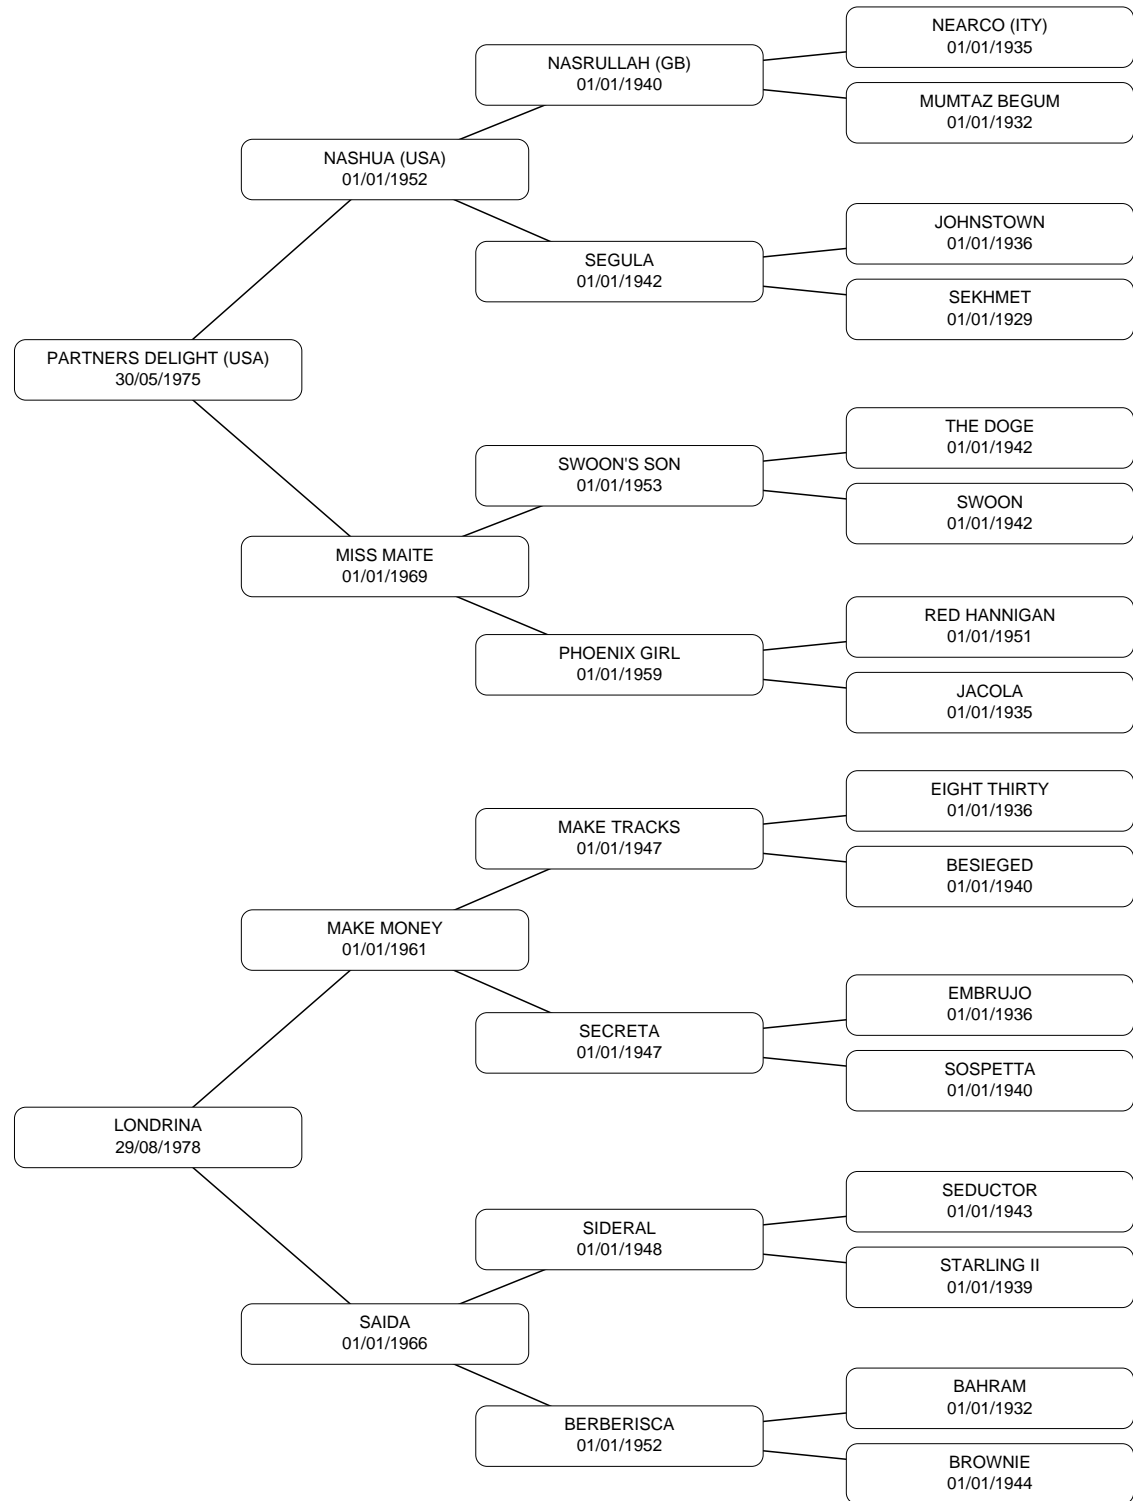 NEARCO (ITY)
01/01/1935
NASRULLAH (GB)
01/01/1940
MUMTAZ BEGUM
01/01/1932
NASHUA (USA)
01/01/1952
JOHNSTOWN
01/01/1936
SEGULA
01/01/1942
SEKHMET
01/01/1929
PARTNERS DELIGHT (USA)
30/05/1975
THE DOGE
01/01/1942
SWOON'S SON
01/01/1953
SWOON
01/01/1942
MISS MAITE
01/01/1969
RED HANNIGAN
01/01/1951
PHOENIX GIRL
01/01/1959
JACOLA
01/01/1935
EIGHT THIRTY
01/01/1936
MAKE TRACKS
01/01/1947
BESIEGED
01/01/1940
MAKE MONEY
01/01/1961
EMBRUJO
01/01/1936
SECRETA
01/01/1947
SOSPETTA
01/01/1940
LONDRINA
29/08/1978
SEDUCTOR
01/01/1943
SIDERAL
01/01/1948
STARLING II
01/01/1939
SAIDA
01/01/1966
BAHRAM
01/01/1932
BERBERISCA
01/01/1952
BROWNIE
01/01/1944